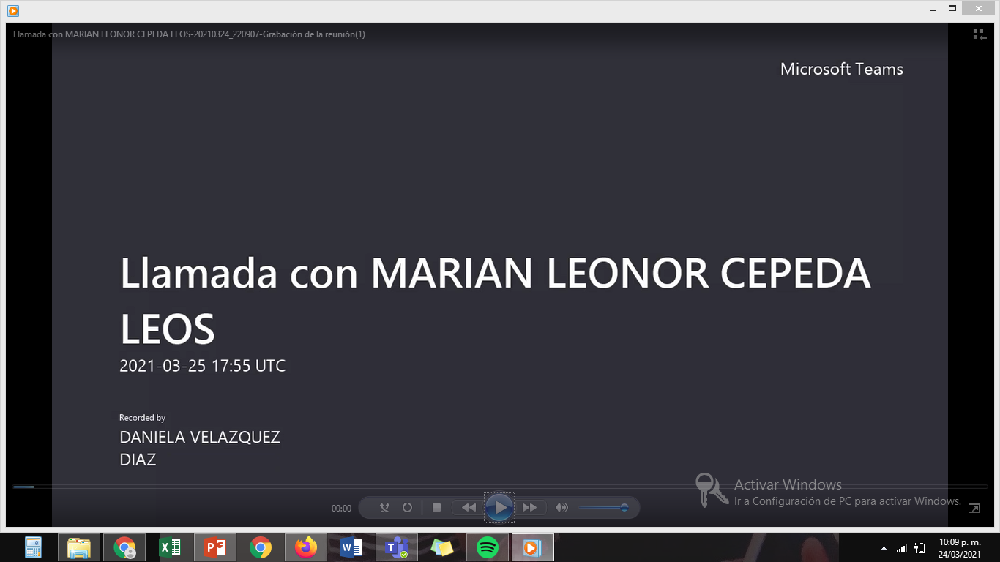 Llamada con MARIAN LEONOR CEPEDA LEOS-20210324_220907-Grabación de la reunión(1)
Microsoft Teams
Llamada con MARIAN LEONOR CEPEDA
LEOS
2021-03-25 17:55 UTC
Recorded by
DANIELA VELAZQUEZ
DIAZ
Activar Windows
Ir a Configuración de PC para activar Windows.
00:00
10:09 p. m.
24/03/2021